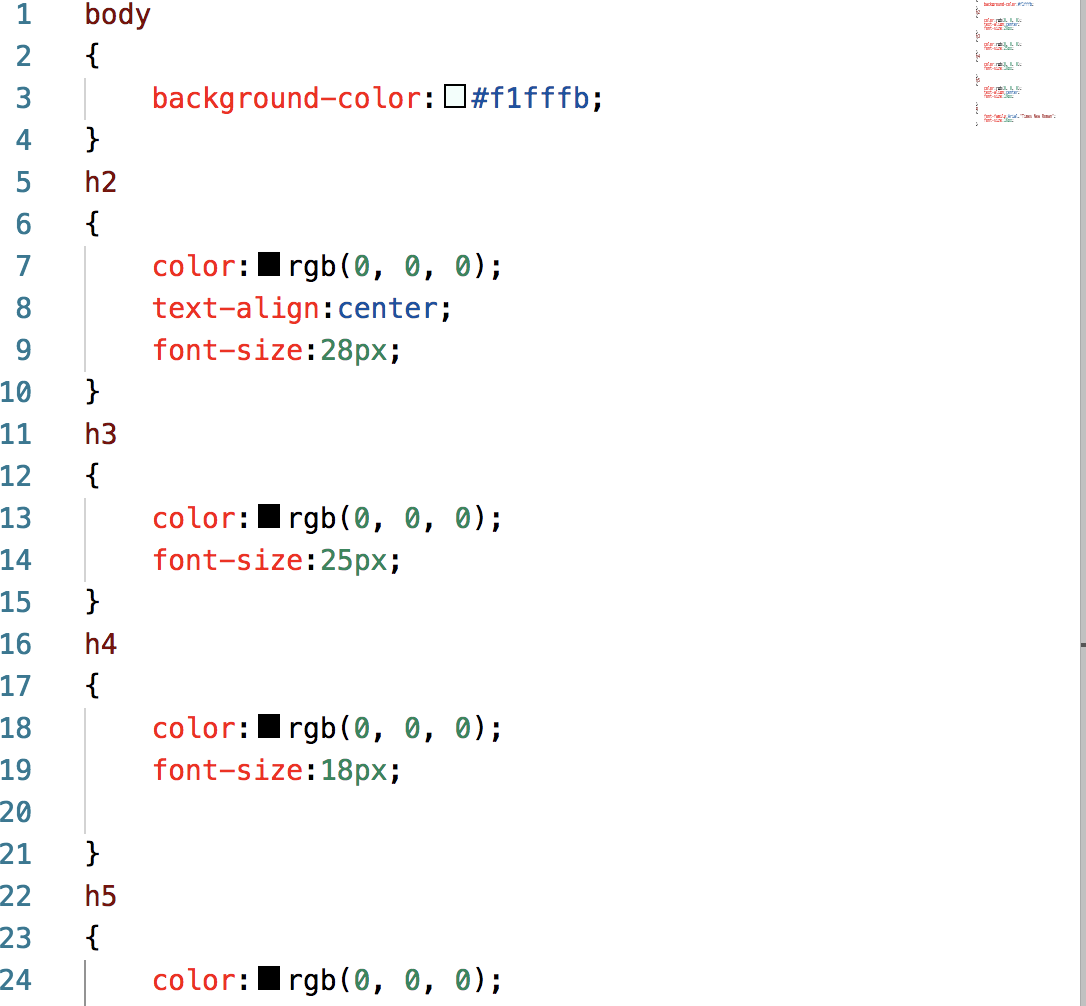 1 body
2 {
3 background-color: #f1fffb;
4 }
5 h2
6 {
7 color: rgb(0, 0, 0);
8 text-align:center;
9 font-size:28px;
10 }
11 h3
12 {
13 color: rgb(0, 0, 0);
14 font-size:25px;
15 }
16 h4
17 {
18 color: rgb(0, 0, 0);
19 font-size:18px;
20
21 }
22 h5
23 {
24 color: rgb(0, 0, 0);